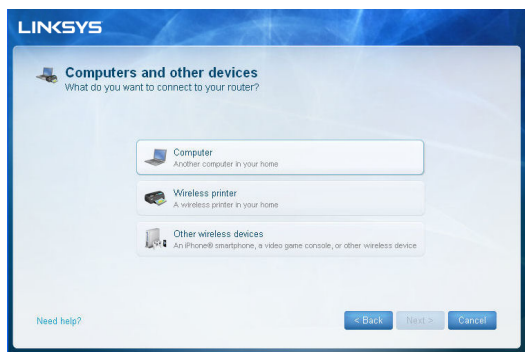 LINKSYS
Computers and other devices
What do you want to connect to your router?
Computer
Another computer in your home
Wireless printer
A wireless printer in your home
Other wireless devices
An iPhone® smartphone, a video game console, or other wireless device
Need help?
< Back
Next >
Cancel